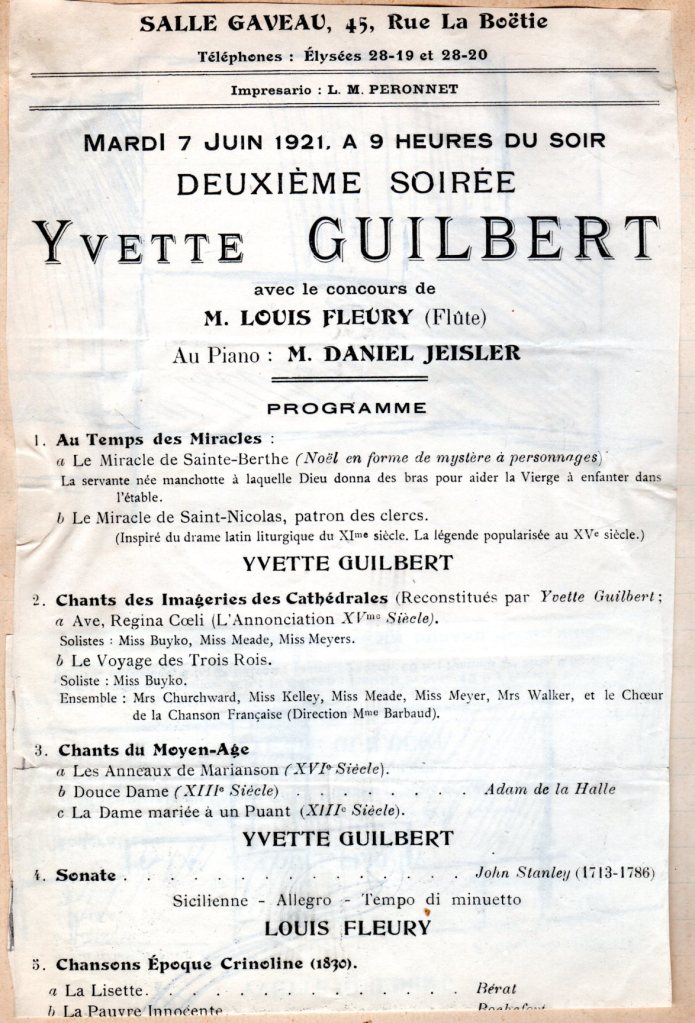 SALLE GAVEAU, 45, Rue La Boëtie
Téléphones : Élysées 28-19 et 28-20
Impresario : L. M. PERONNET
MARDI 7 JUIN 1921, A 9 HEURES DU SOIR
DEUXIÈME SOIRÉE
YVETTE GUILBERT
avec le concours de
M. LOUIS FLEURY (Flûte)
Au Piano : M. DANIEL JEISLER
PROGRAMME
1. Au Temps des Miracles :
a Le Miracle de Sainte-Berthe (Noël en forme de mystère à personnages)
La servante née manchotte à laquelle Dieu donna des bras pour aider la Vierge à enfanter dans
l'étable.
b Le Miracle de Saint-Nicolas, patron des clercs.
(Inspiré du drame latin liturgique du XIme siècle. La légende popularisée au XVe siècle.)
YVETTE GUILBERT
2. Chants des Imageries des Cathédrales (Reconstitués par Yvette Guilbert ;
a Ave, Regina Cœli (L'Annonciation XVme Siècle).
Solistes : Miss Buyko, Miss Meade, Miss Meyers.
b Le Voyage des Trois Rois.
Soliste : Miss Buyko.
Ensemble : Mrs Churchward, Miss Kelley, Miss Meade, Miss Meyer, Mrs Walker, et le Chœur
de la Chanson Française (Direction Mme Barbaud).
3. Chants du Moyen-Age
a Les Anneaux de Marianson (XVIe Siècle).
b Douce Dame (XIIIe Siècle) . . . . . . . Adam de la Halle
c La Dame mariée à un Puant (XIIIe Siècle).
YVETTE GUILBERT
4. Sonate . . . . . . . . . . . . . . John Stanley (1713-1786)
Sicilienne - Allegro - Tempo di minuetto
LOUIS FLEURY
5. Chansons Époque Crinoline (1830).
a La Lisette. . . . . . . . . . . . . Bérat
b La Pauvre Innocente